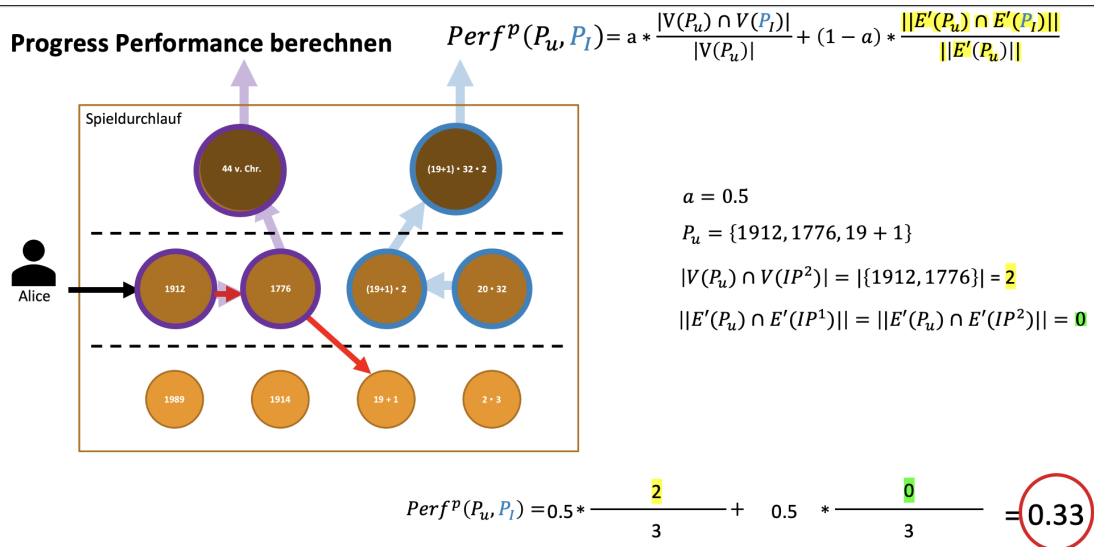 Progress Performance berechnen
Perf^p(P_u, P_I) = a * |V(P_u) ∩ V(P_I)| / |V(P_u)| + (1 − a) * ||E′(P_u) ∩ E′(P_I)|| / ||E′(P_u)||
Spieldurchlauf
44 v. Chr.
(19+1) • 32 • 2
a = 0.5
P_u = {1912, 1776, 19 + 1}
|V(P_u) ∩ V(IP^2)| = |{1912, 1776}| = 2
||E′(P_u) ∩ E′(IP^1)|| = ||E′(P_u) ∩ E′(IP^2)|| = 0
Alice
1912
1776
(19+1) • 2
20 • 32
1989
1914
19 + 1
2 • 3
Perf^p(P_u, P_I) = 0.5 * 2 / 3 + 0.5 * 0 / 3 = 0.33